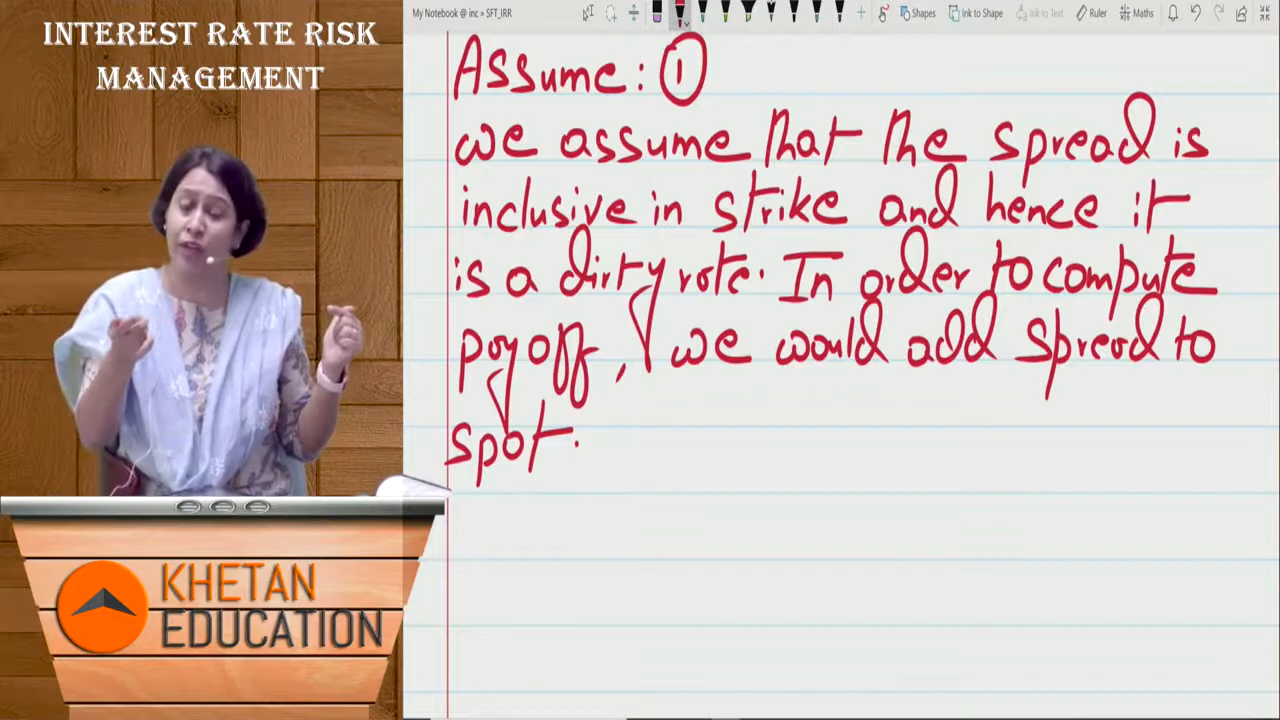 INTEREST RATE RISK
MANAGEMENT
My Notebook @ inc » SFT_IRR
Shapes
Ink to Shape
Ink to Text
Ruler
Maths
Assume: ①
we assume that the spread is
inclusive in strike and hence it
is a dirty rate. In order to compute
payoff, we would add spread to
spot.
KHETAN
EDUCATION